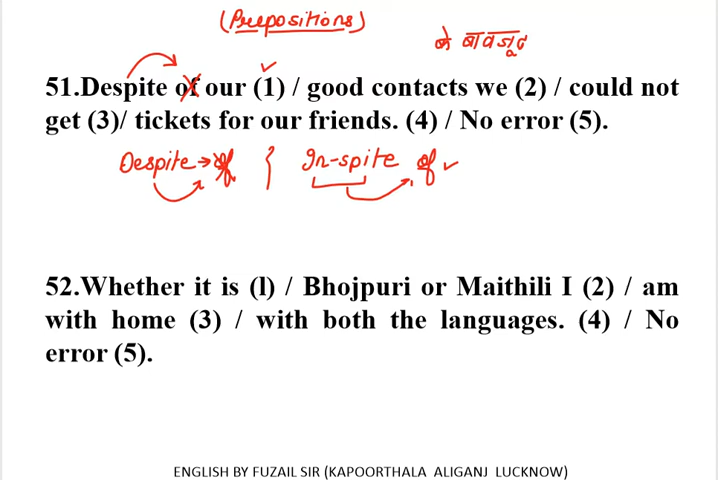 (Prepositions)
के बावजूद
51.Despite of our (1) / good contacts we (2) / could not
get (3)/ tickets for our friends. (4) / No error (5).
Despite → of { In-spite of ✓
52.Whether it is (l) / Bhojpuri or Maithili I (2) / am
with home (3) / with both the languages. (4) / No
error (5).
ENGLISH BY FUZAIL SIR (KAPOORTHALA ALIGANJ LUCKNOW)